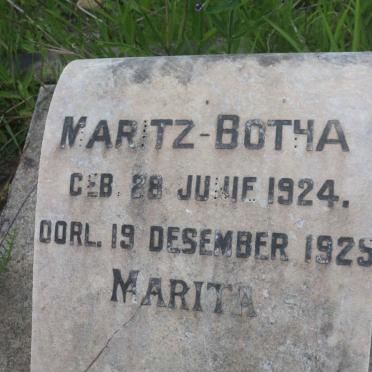 MARITZ-BOTHA
GEB 28 JUNIE 1924.
OORL. 19 DESEMBER 1925
MARITA